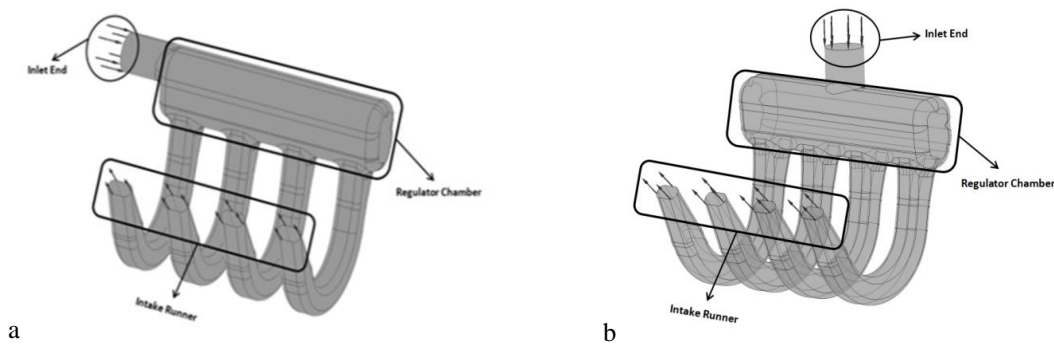 Inlet End
Regulator Chamber
Intake Runner
a
Inlet End
Regulator Chamber
Intake Runner
b